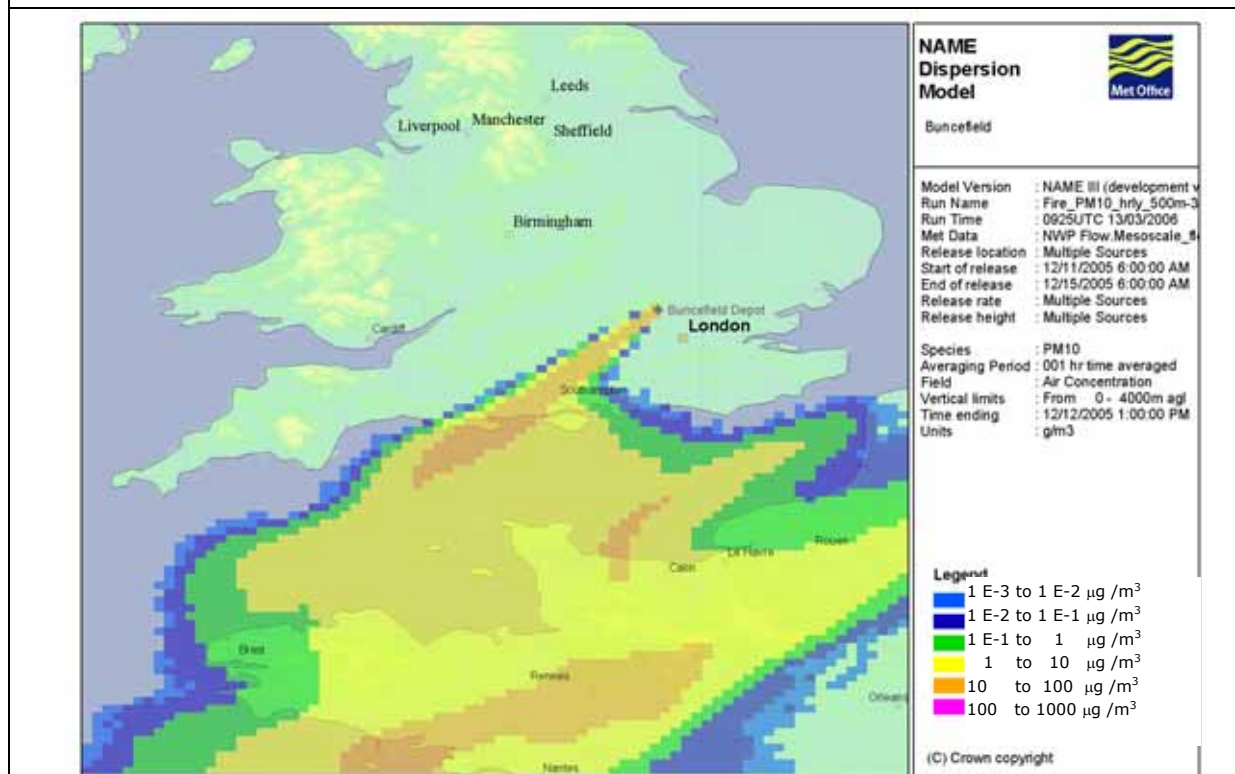 Leeds
Liverpool
Manchester
Sheffield
Birmingham
Cardiff
Buncefield Depot
London
Southampton
Caen
Le Havre
Rouen
Brest
Rennes
Orleans
Nantes
NAME
Dispersion
Model
Met Office
Buncefield
Model Version : NAME III (development v
Run Name : Fire_PM10_hrly_500m-3
Run Time : 0925UTC 13/03/2006
Met Data : NWP Flow.Mesoscale_fl
Release location : Multiple Sources
Start of release : 12/11/2005 6:00:00 AM
End of release : 12/15/2005 6:00:00 AM
Release rate : Multiple Sources
Release height : Multiple Sources
Species : PM10
Averaging Period : 001 hr time averaged
Field : Air Concentration
Vertical limits : From 0 - 4000m agl
Time ending : 12/12/2005 1:00:00 PM
Units : g/m3
Legend
1 E-3 to 1 E-2 μg /m³
1 E-2 to 1 E-1 μg /m³
1 E-1 to 1 μg /m³
1 to 10 μg /m³
10 to 100 μg /m³
100 to 1000 μg /m³
(C) Crown copyright